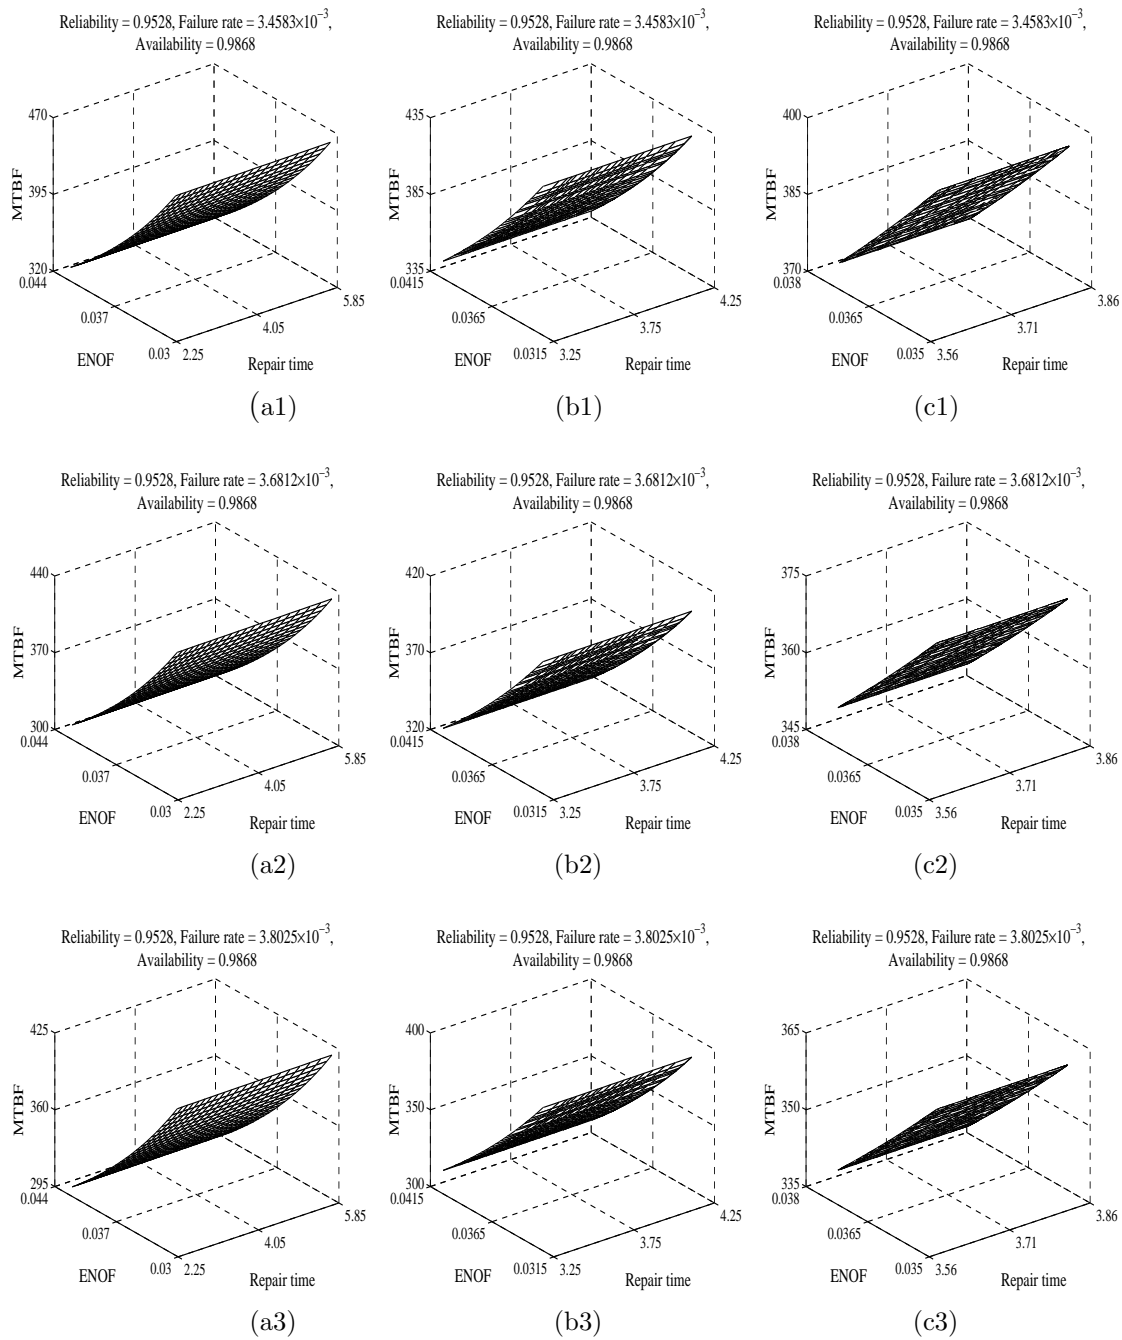 Reliability = 0.9528, Failure rate = 3.4583×10⁻³,
Availability = 0.9868
470
395
320
MTBF
0.044
0.037
0.03
ENOF
2.25
4.05
5.85
Repair time
(a1)
Reliability = 0.9528, Failure rate = 3.4583×10⁻³,
Availability = 0.9868
435
385
335
MTBF
0.0415
0.0365
0.0315
ENOF
3.25
3.75
4.25
Repair time
(b1)
Reliability = 0.9528, Failure rate = 3.4583×10⁻³,
Availability = 0.9868
400
385
370
MTBF
0.038
0.0365
0.035
ENOF
3.56
3.71
3.86
Repair time
(c1)
Reliability = 0.9528, Failure rate = 3.6812×10⁻³,
Availability = 0.9868
440
370
300
MTBF
0.044
0.037
0.03
ENOF
2.25
4.05
5.85
Repair time
(a2)
Reliability = 0.9528, Failure rate = 3.6812×10⁻³,
Availability = 0.9868
420
370
320
MTBF
0.0415
0.0365
0.0315
ENOF
3.25
3.75
4.25
Repair time
(b2)
Reliability = 0.9528, Failure rate = 3.6812×10⁻³,
Availability = 0.9868
375
360
345
MTBF
0.038
0.0365
0.035
ENOF
3.56
3.71
3.86
Repair time
(c2)
Reliability = 0.9528, Failure rate = 3.8025×10⁻³,
Availability = 0.9868
425
360
295
MTBF
0.044
0.037
0.03
ENOF
2.25
4.05
5.85
Repair time
(a3)
Reliability = 0.9528, Failure rate = 3.8025×10⁻³,
Availability = 0.9868
400
350
300
MTBF
0.0415
0.0365
0.0315
ENOF
3.25
3.75
4.25
Repair time
(b3)
Reliability = 0.9528, Failure rate = 3.8025×10⁻³,
Availability = 0.9868
365
350
335
MTBF
0.038
0.0365
0.035
ENOF
3.56
3.71
3.86
Repair time
(c3)